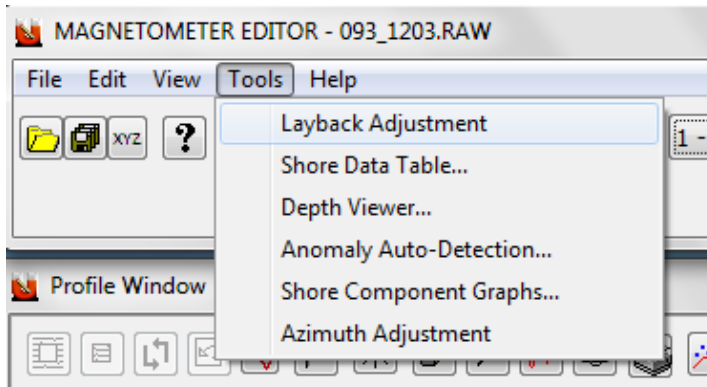 MAGNETOMETER EDITOR - 093_1203.RAW
File Edit View Tools Help
XYZ ? 1 -
Layback Adjustment
Shore Data Table...
Depth Viewer...
Anomaly Auto-Detection...
Shore Component Graphs...
Azimuth Adjustment
Profile Window